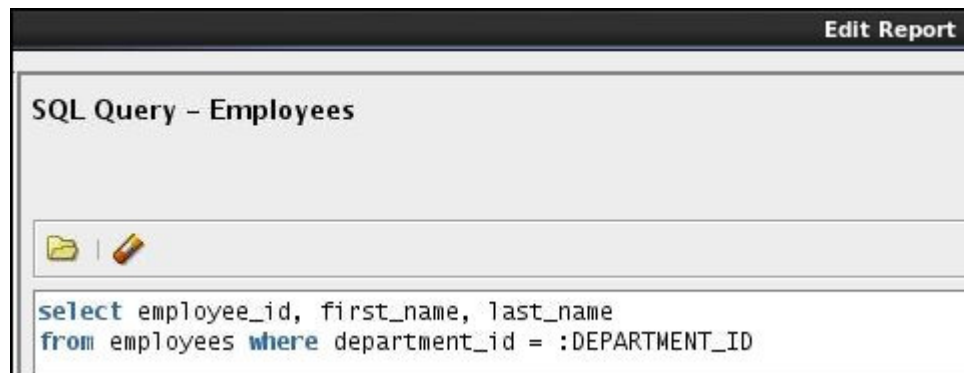 Edit Report
SQL Query – Employees
select employee_id, first_name, last_name
from employees where department_id = :DEPARTMENT_ID